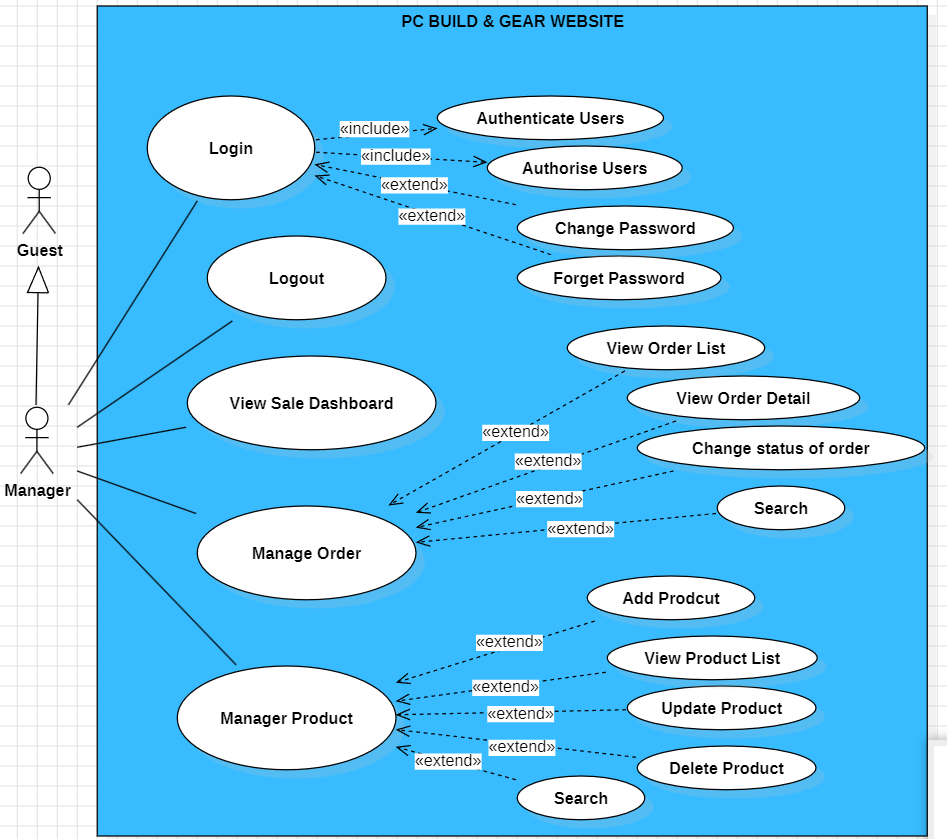 PC BUILD & GEAR WEBSITE
Authenticate Users
«include»
Login
«include»
Authorise Users
«extend»
«extend»
Change Password
Guest
Logout
Forget Password
View Order List
View Sale Dashboard
View Order Detail
«extend»
Change status of order
«extend»
Manager
«extend»
Search
«extend»
Manage Order
Add Prodcut
«extend»
View Product List
«extend»
Update Product
«extend»
Manager Product
«extend»
«extend»
Delete Product
Search